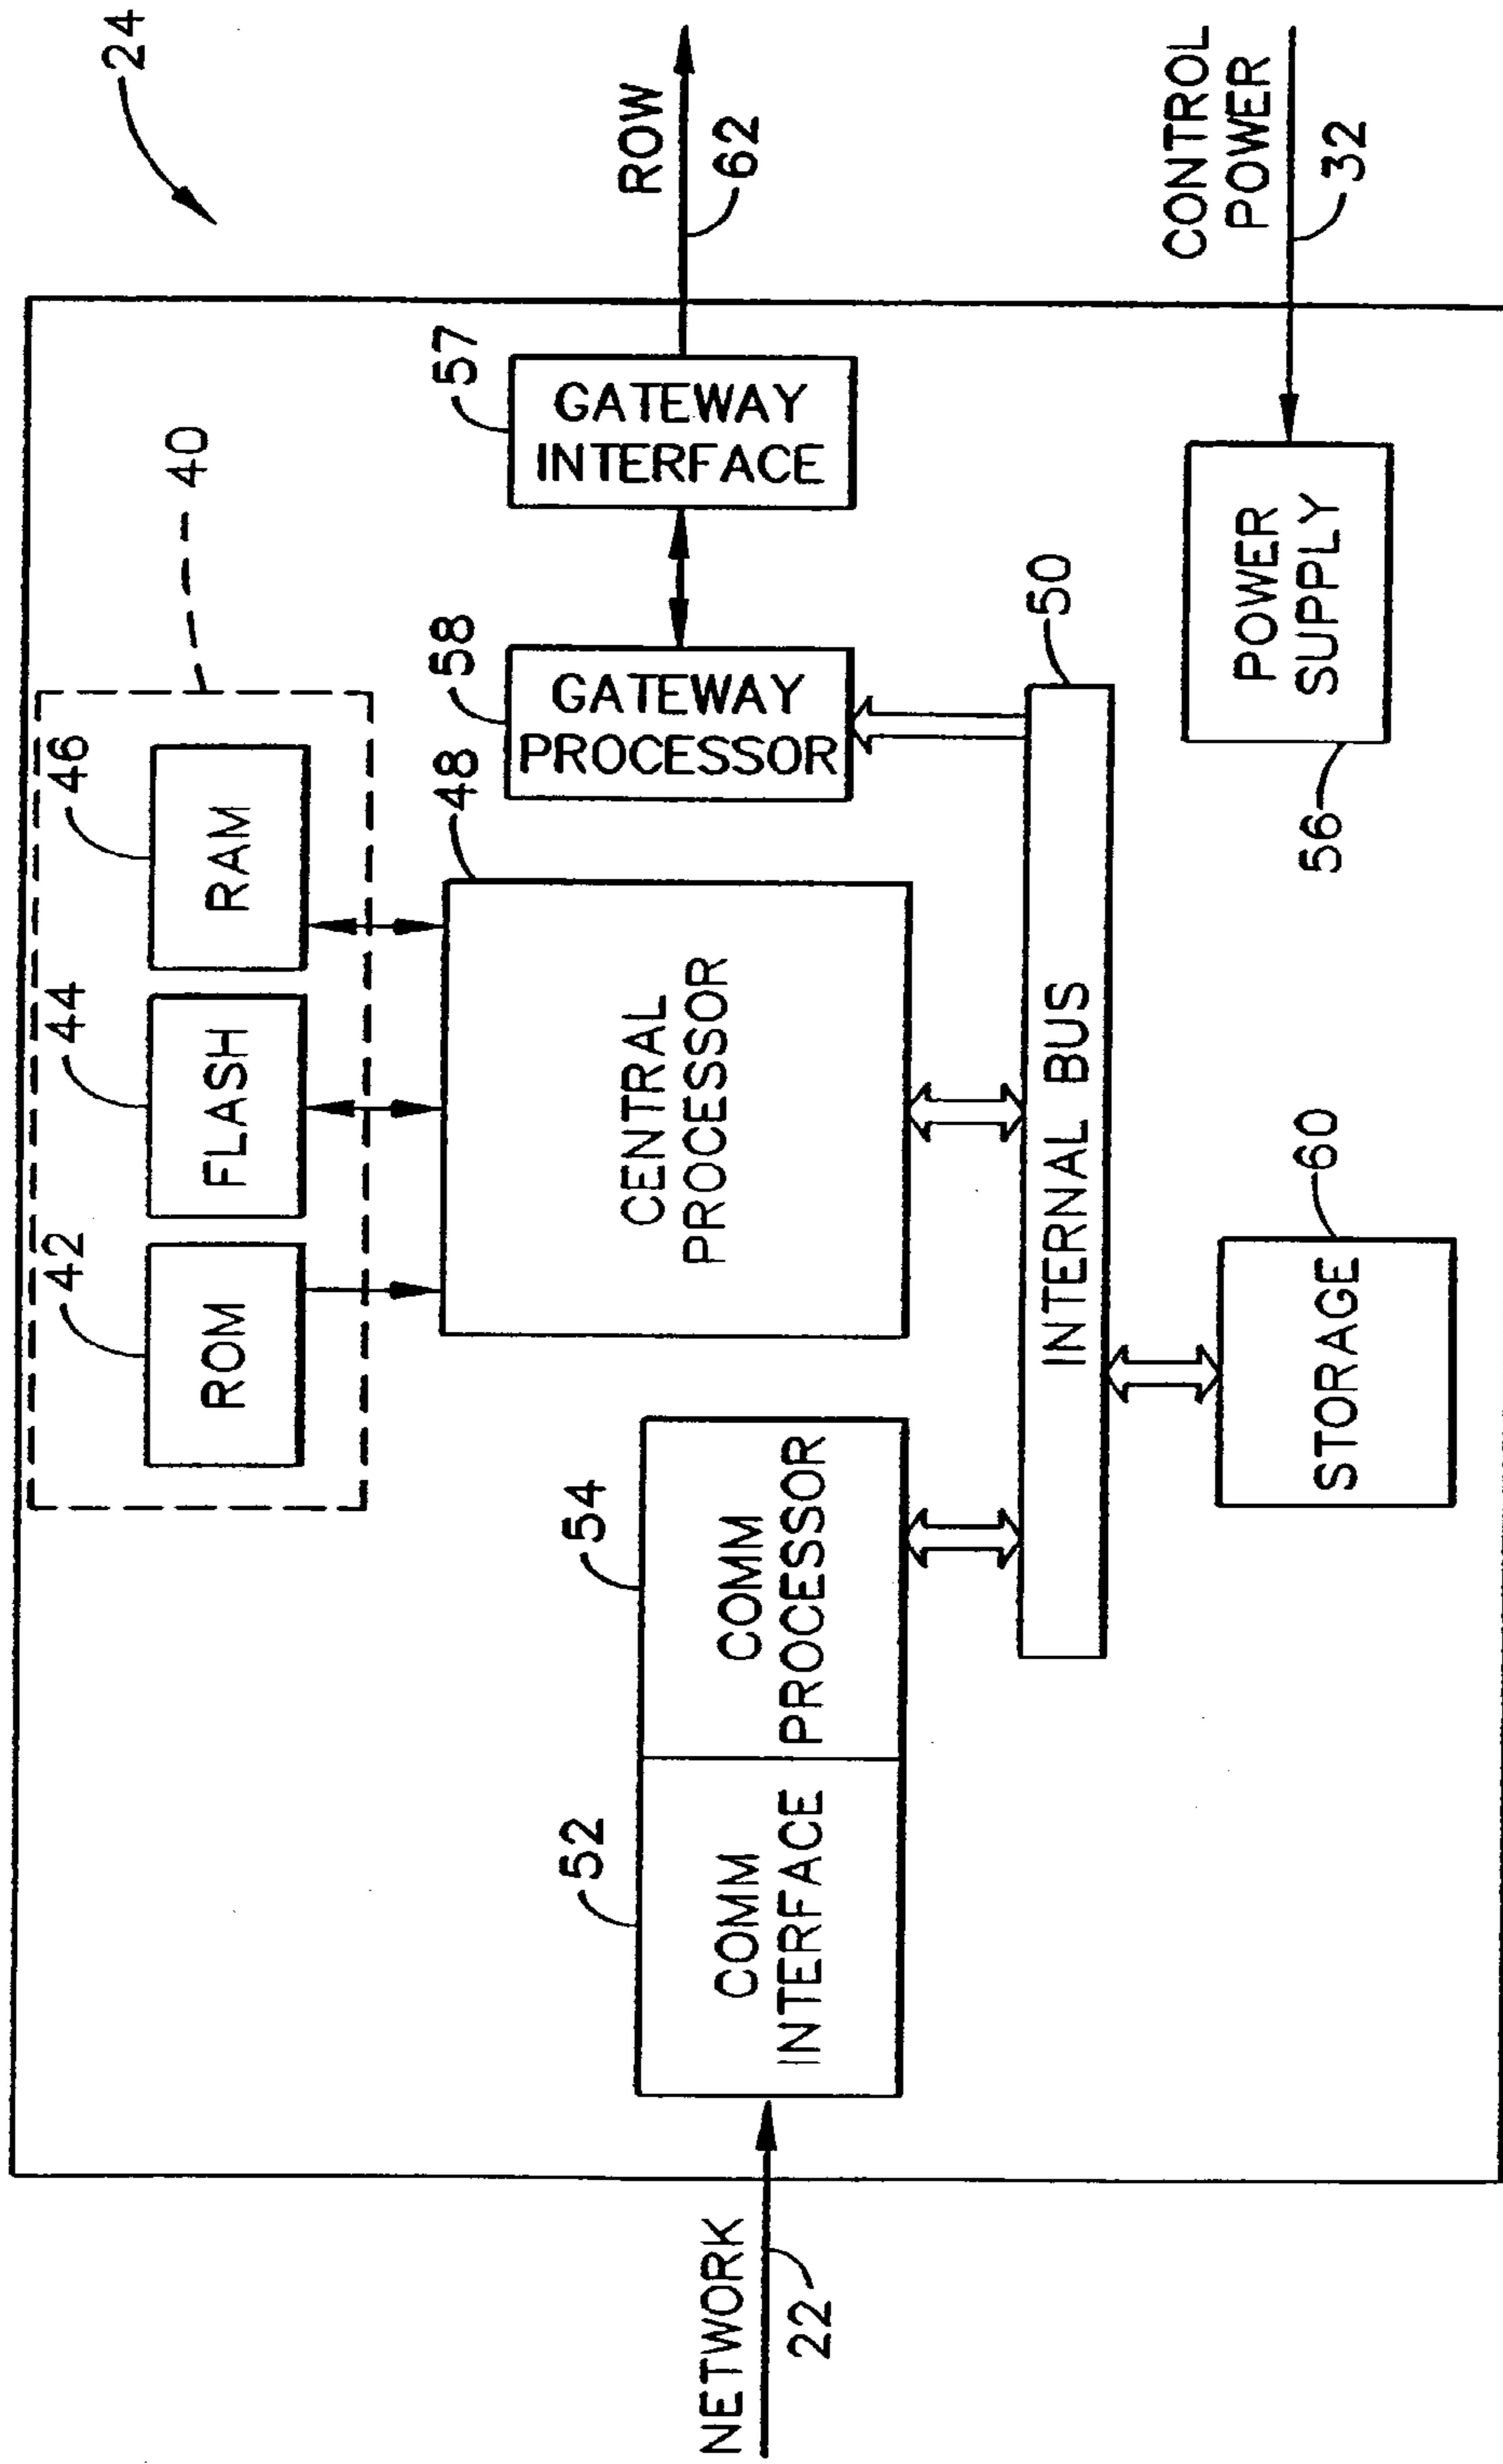 24
40
42
44
46
ROM
FLASH
RAM
48
58
57
ROW
62
GATEWAY
PROCESSOR
GATEWAY
INTERFACE
CENTRAL
PROCESSOR
52
54
NETWORK
22
COMM
INTERFACE
COMM
PROCESSOR
50
INTERNAL BUS
CONTROL
POWER
32
POWER
SUPPLY
56
60
STORAGE